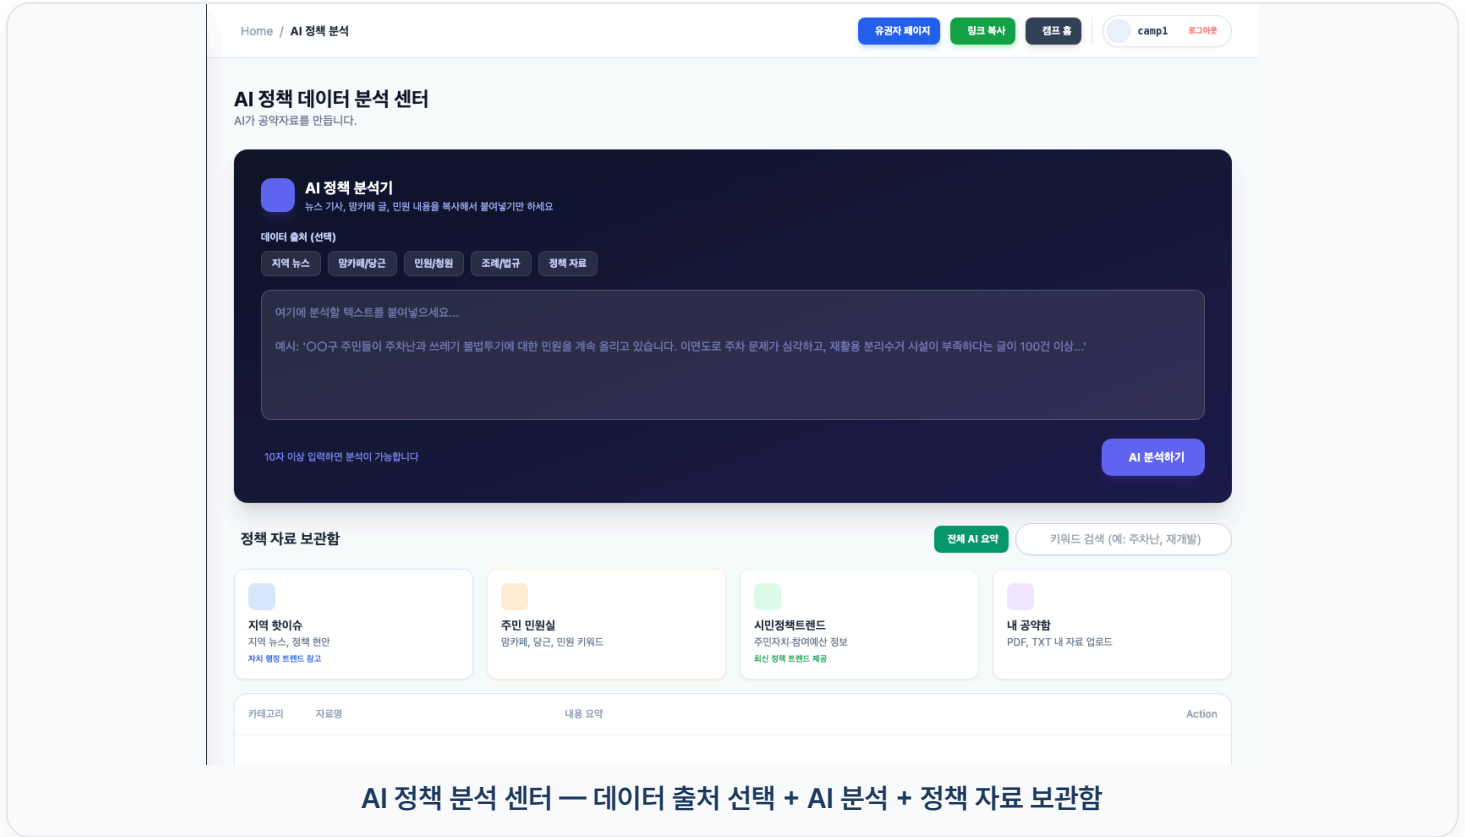 Home / AI 정책 분석
유권자 페이지
링크 복사
캠프 홈
camp1
로그아웃
AI 정책 데이터 분석 센터
AI가 공약자료를 만듭니다.
AI 정책 분석기
뉴스 기사, 맘카페 글, 민원 내용을 복사해서 붙여넣기만 하세요
데이터 출처 (선택)
지역 뉴스
맘카페/당근
민원/청원
조례/법규
정책 자료
여기에 분석할 텍스트를 붙여넣으세요...
예시: '○○구 주민들이 주차난과 쓰레기 불법투기에 대한 민원을 계속 올리고 있습니다. 이면도로 주차 문제가 심각하고, 재활용 분리수거 시설이 부족하다는 글이 100건 이상...'
10자 이상 입력하면 분석이 가능합니다
AI 분석하기
정책 자료 보관함
전체 AI 요약
키워드 검색 (예: 주차난, 재개발)
지역 핫이슈
지역 뉴스, 정책 현안
자치 행정 트렌드 참고
주민 민원실
맘카페, 당근, 민원 키워드
시민정책트렌드
주민자치·참여예산 정보
최신 정책 트렌드 제공
내 공약함
PDF, TXT 내 자료 업로드
카테고리
자료명
내용 요약
Action
AI 정책 분석 센터 — 데이터 출처 선택 + AI 분석 + 정책 자료 보관함